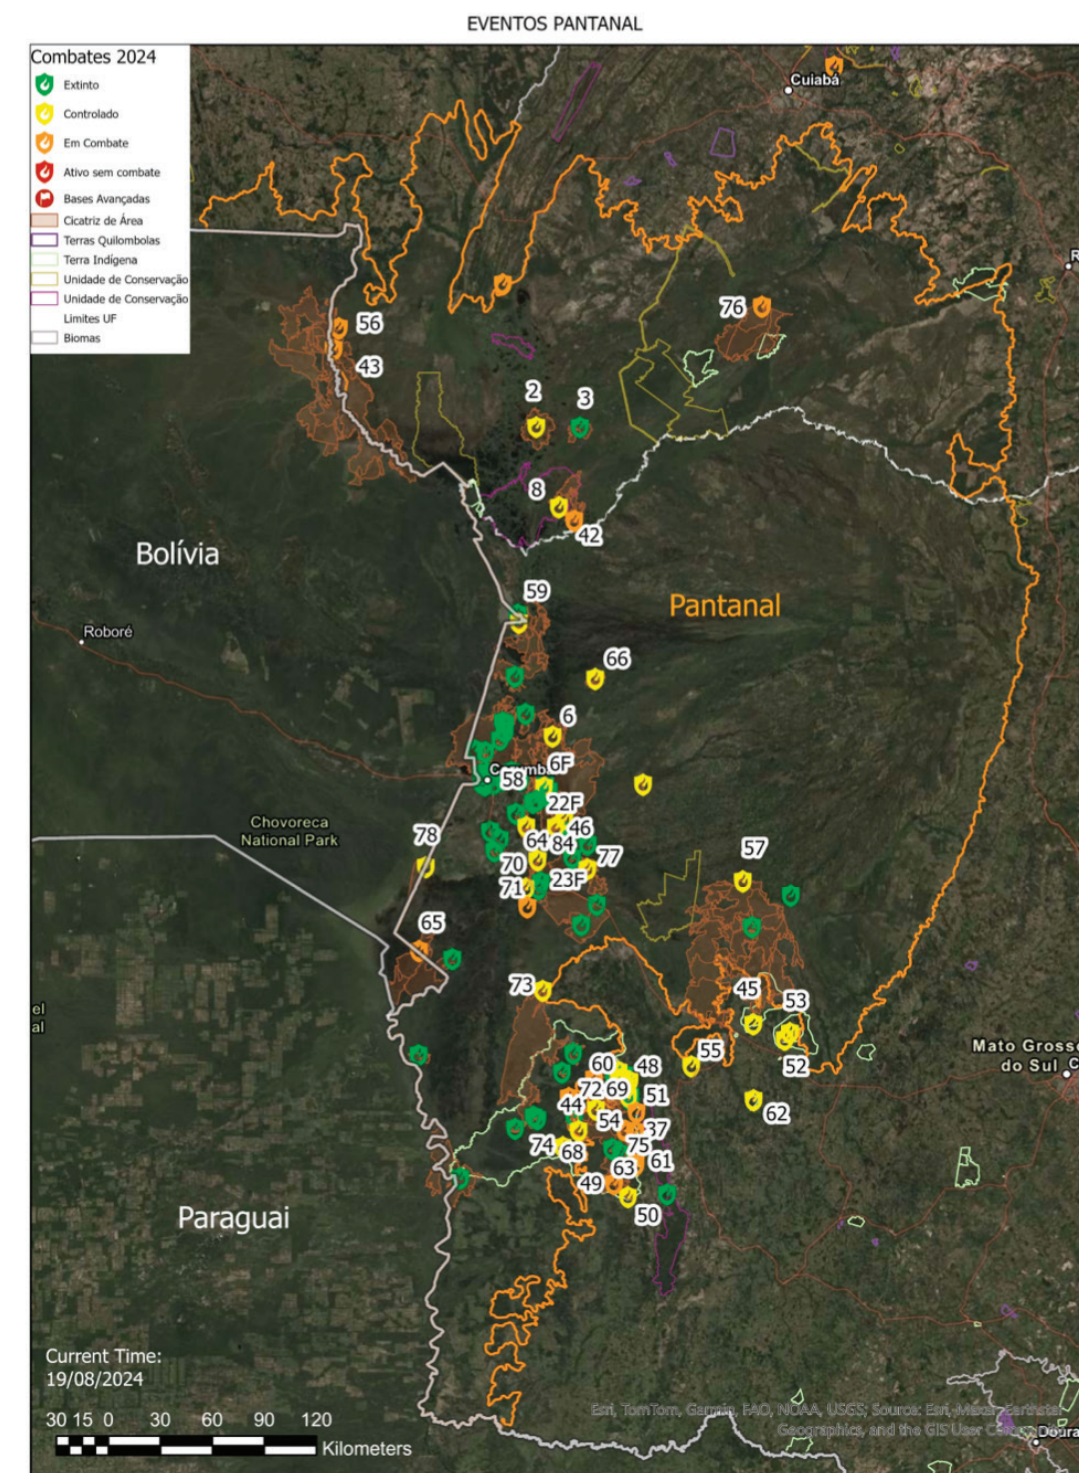 EVENTOS PANTANAL
Combates 2024
Extinto
Controlado
Em Combate
Ativo sem combate
Bases Avançadas
Cicatriz de Área
Terras Quilombolas
Terra Indígena
Unidade de Conservação
Unidade de Conservação
Limites UF
Biomas
Cuiabá
R
56
76
43
2
3
8
42
Bolívia
59
Pantanal
Roboré
66
6
6F
58
22F
Chovoreca
National Park
46
78
64
84
70
77
57
71
23F
65
73
45
53
el
al
55
52
Mato Grosso
do Sul
C
60
48
72
69
51
62
44
54
37
74
68
75
61
63
49
50
Paraguai
Current Time:
19/08/2024
30 15 0 30 60 90 120
Kilometers
Esri, TomTom, Garmin, FAO, NOAA, USGS; Source: Esri, Maxar, Earthstar
Geographics, and the GIS User
Doura